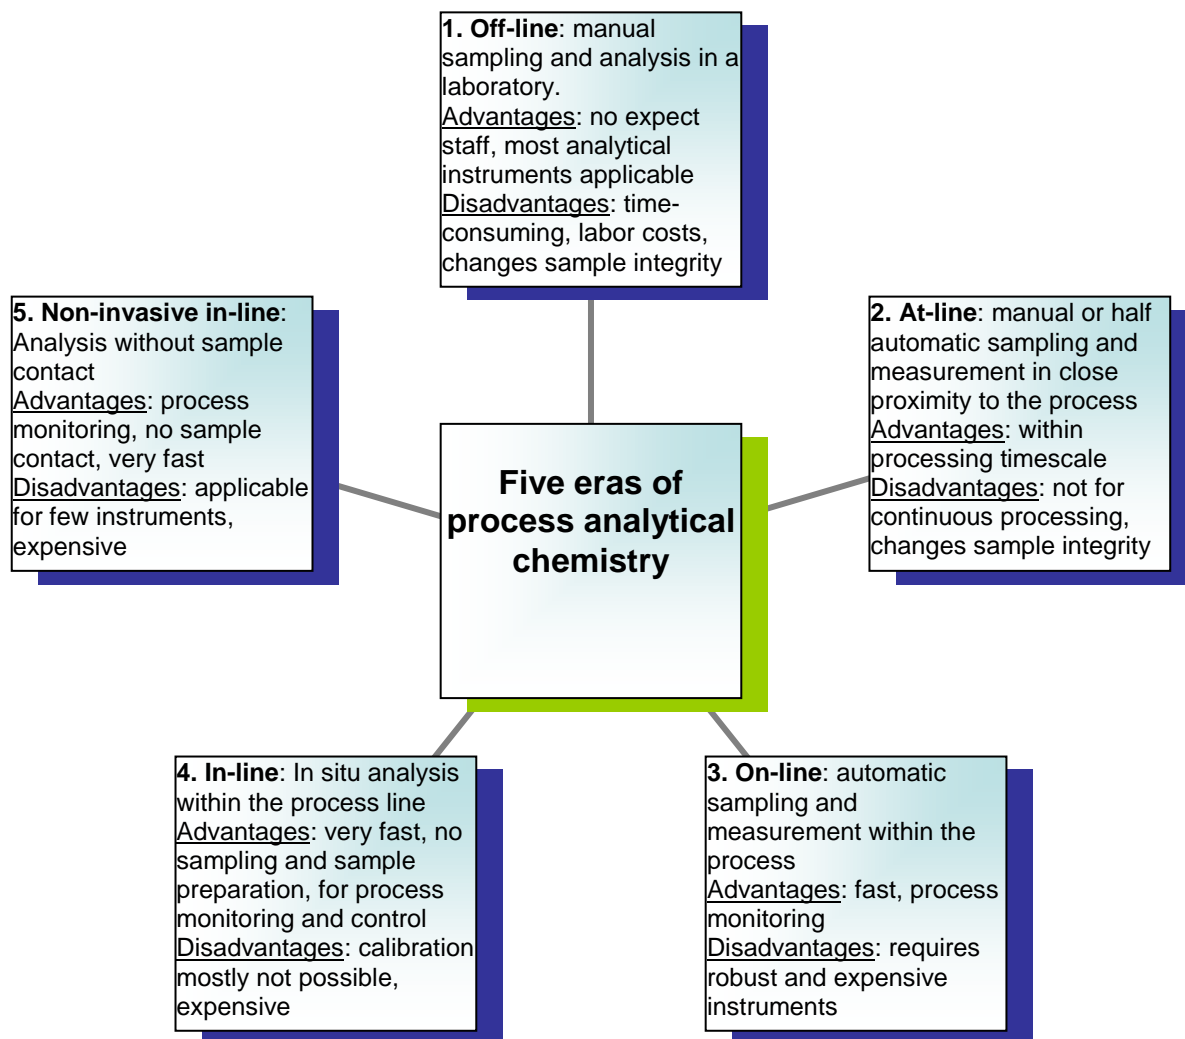 1. Off-line: manual
sampling and analysis in a
laboratory.
Advantages: no expect
staff, most analytical
instruments applicable
Disadvantages: time-
consuming, labor costs,
changes sample integrity
5. Non-invasive in-line:
Analysis without sample
contact
Advantages: process
monitoring, no sample
contact, very fast
Disadvantages: applicable
for few instruments,
expensive
2. At-line: manual or half
automatic sampling and
measurement in close
proximity to the process
Advantages: within
processing timescale
Disadvantages: not for
continuous processing,
changes sample integrity
Five eras of
process analytical
chemistry
4. In-line: In situ analysis
within the process line
Advantages: very fast, no
sampling and sample
preparation, for process
monitoring and control
Disadvantages: calibration
mostly not possible,
expensive
3. On-line: automatic
sampling and
measurement within the
process
Advantages: fast, process
monitoring
Disadvantages: requires
robust and expensive
instruments